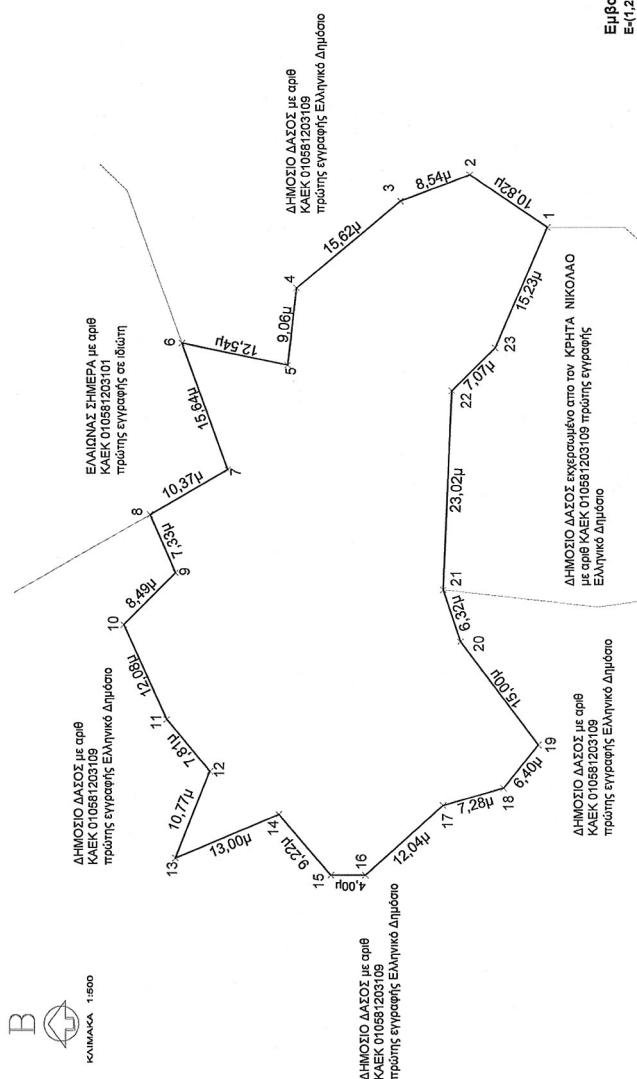 Β
ΚΛΙΜΑΚΑ 1:500
ΔΗΜΟΣΙΟ ΔΑΣΟΣ με αριθ
ΚΑΕΚ 010581203109
πρώτης εγγραφής Ελληνικό Δημόσιο
ΕΛΑΙΩΝΑΣ ΣΗΜΕΡΑ με αριθ
ΚΑΕΚ 010581203101
πρώτης εγγραφής σε ιδιώτη
ΔΗΜΟΣΙΟ ΔΑΣΟΣ με αριθ
ΚΑΕΚ 010581203109
πρώτης εγγραφής Ελληνικό Δημόσιο
13
10,77μ
12
7,81μ
11
12,08μ
10
8,49μ
9
7,33μ
8
10,37μ
7
15,64μ
6
12,54μ
5
9,06μ
4
15,62μ
3
8,54μ
2
10,82μ
1
15,23μ
23
7,07μ
22
23,02μ
21
6,32μ
20
15,00μ
19
6,40μ
18
7,28μ
17
12,04μ
16
4,00μ
15
9,22μ
14
13,00μ
ΔΗΜΟΣΙΟ ΔΑΣΟΣ με αριθ
ΚΑΕΚ 010581203109
πρώτης εγγραφής Ελληνικό Δημόσιο
ΔΗΜΟΣΙΟ ΔΑΣΟΣ με αριθ
ΚΑΕΚ 010581203109
πρώτης εγγραφής Ελληνικό Δημόσιο
ΔΗΜΟΣΙΟ ΔΑΣΟΣ εκχερσωμένο απο τον ΚΡΗΤΑ ΝΙΚΟΛΑΟ
με αριθ ΚΑΕΚ 010581203109 πρώτης εγγραφής
Ελληνικό Δημόσιο
Εμβα
Ε=(1,2